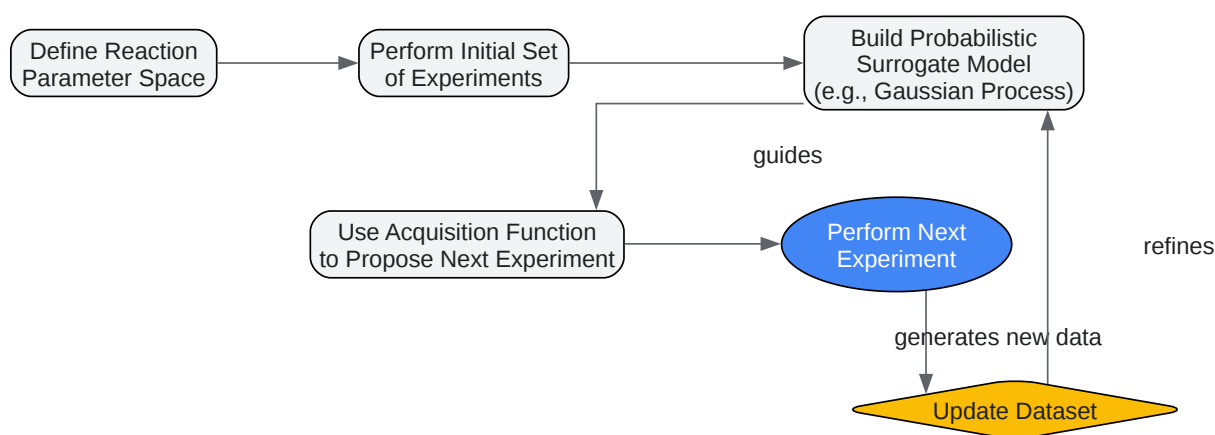 Define Reaction
Parameter Space
Perform Initial Set
of Experiments
Build Probabilistic
Surrogate Model
(e.g., Gaussian Process)
guides
Use Acquisition Function
to Propose Next Experiment
Perform Next
Experiment
refines
generates new data
Update Dataset